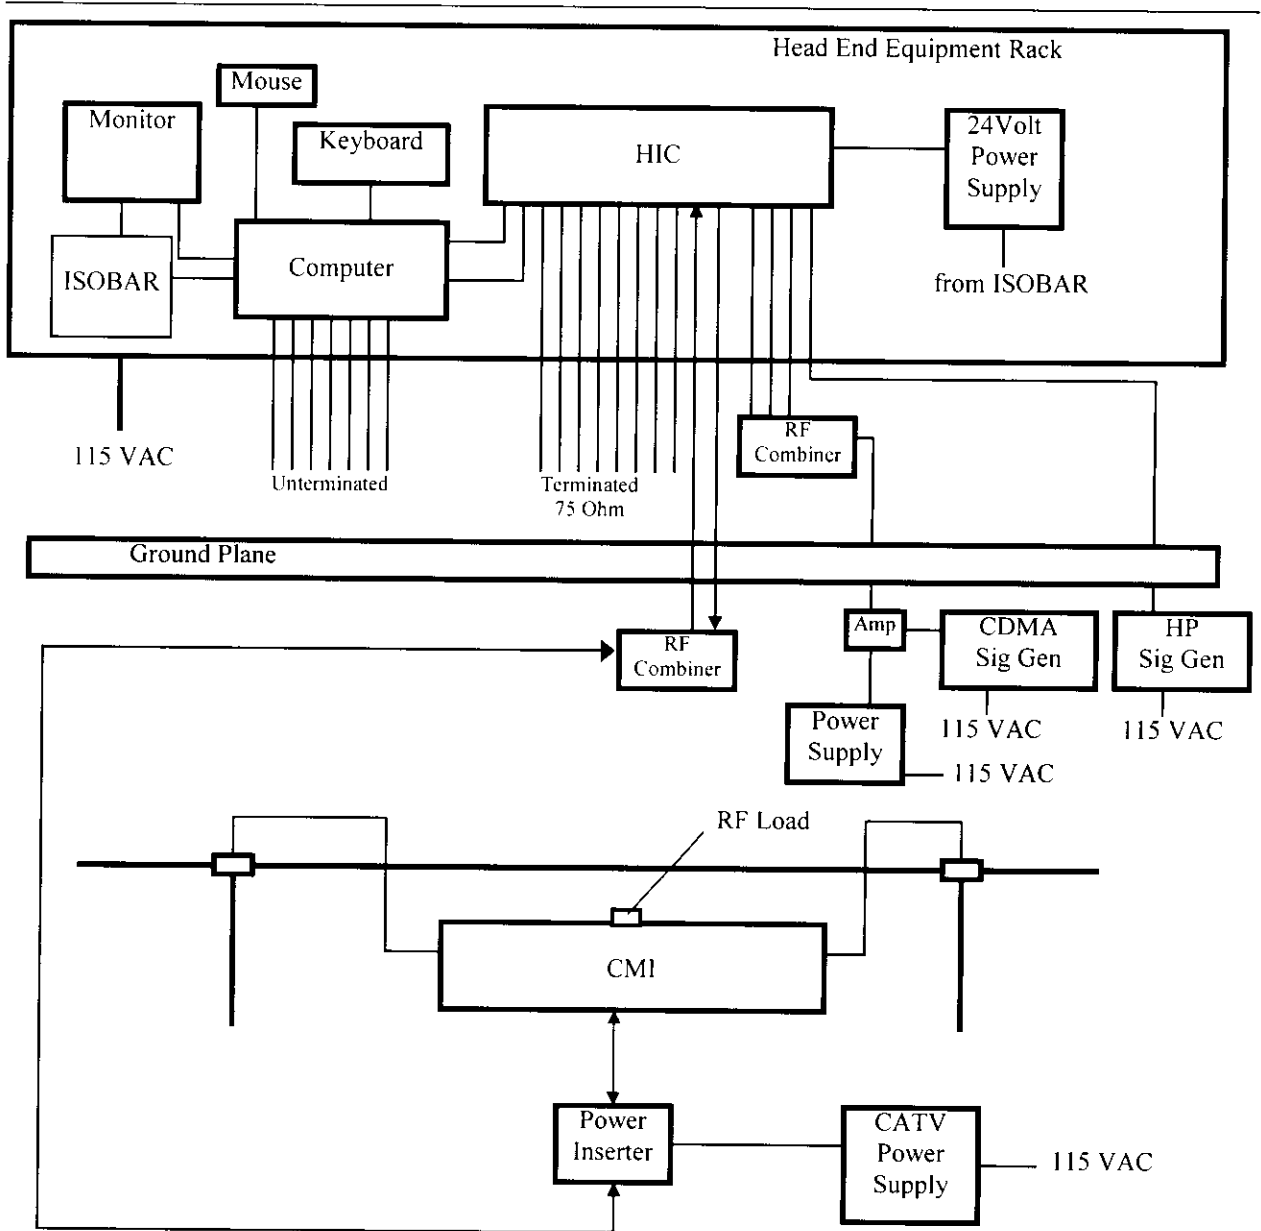 Head End Equipment Rack
Mouse
Monitor
Keyboard
HIC
24Volt
Power
Supply
ISOBAR
Computer
from ISOBAR
115 VAC
Unterminated
Terminated
75 Ohm
RF
Combiner
Ground Plane
RF
Combiner
Amp
CDMA
Sig Gen
HP
Sig Gen
Power
Supply
115 VAC
115 VAC
115 VAC
RF Load
CMI
Power
Inserter
CATV
Power
Supply
115 VAC